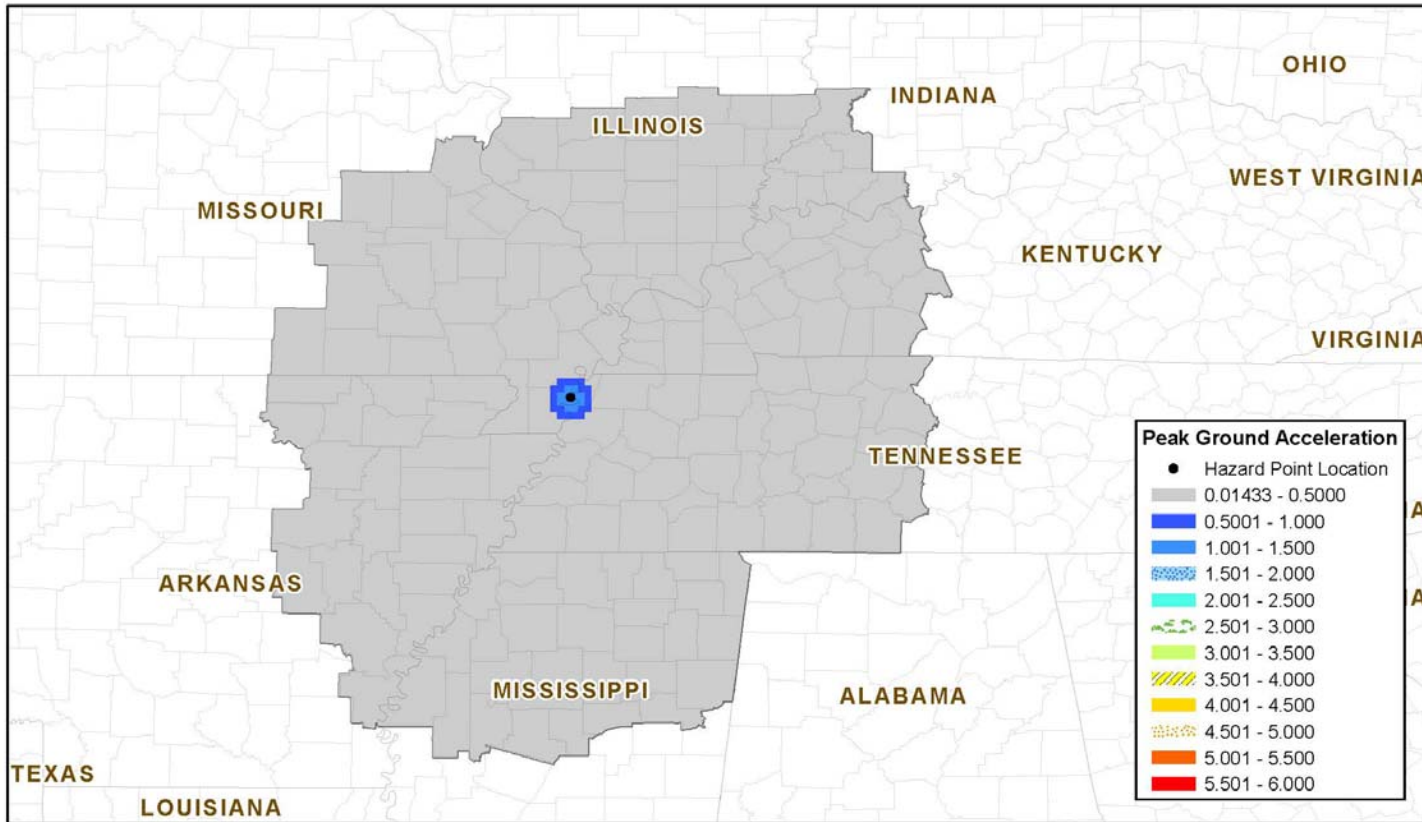 OHIO
INDIANA
ILLINOIS
WEST VIRGINIA
MISSOURI
KENTUCKY
VIRGINIA
TENNESSEE
ARKANSAS
MISSISSIPPI
ALABAMA
TEXAS
LOUISIANA
A
A
Peak Ground Acceleration
Hazard Point Location
0.01433 - 0.5000
0.5001 - 1.000
1.001 - 1.500
1.501 - 2.000
2.001 - 2.500
2.501 - 3.000
3.001 - 3.500
3.501 - 4.000
4.001 - 4.500
4.501 - 5.000
5.001 - 5.500
5.501 - 6.000